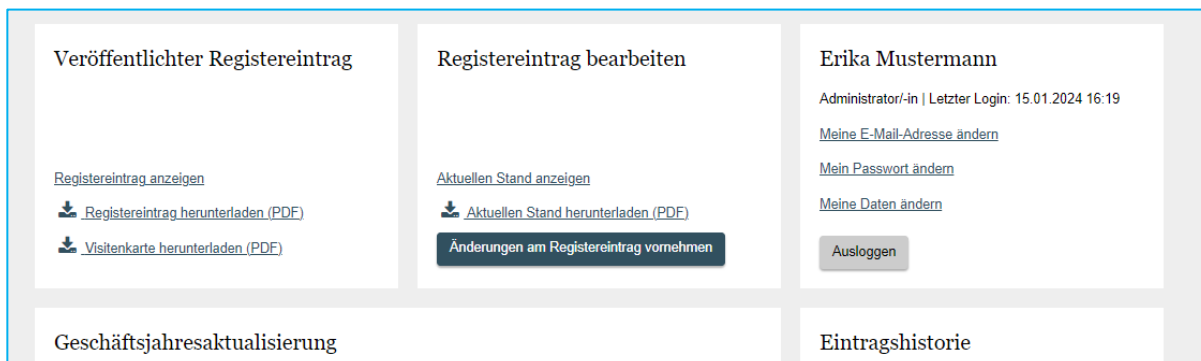 Veröffentlichter Registereintrag
Registereintrag anzeigen
Registereintrag herunterladen (PDF)
Visitenkarte herunterladen (PDF)
Registereintrag bearbeiten
Aktuellen Stand anzeigen
Aktuellen Stand herunterladen (PDF)
Änderungen am Registereintrag vornehmen
Erika Mustermann
Administrator/-in | Letzter Login: 15.01.2024 16:19
Meine E-Mail-Adresse ändern
Mein Passwort ändern
Meine Daten ändern
Ausloggen
Geschäftsjahresaktualisierung
Eintragshistorie